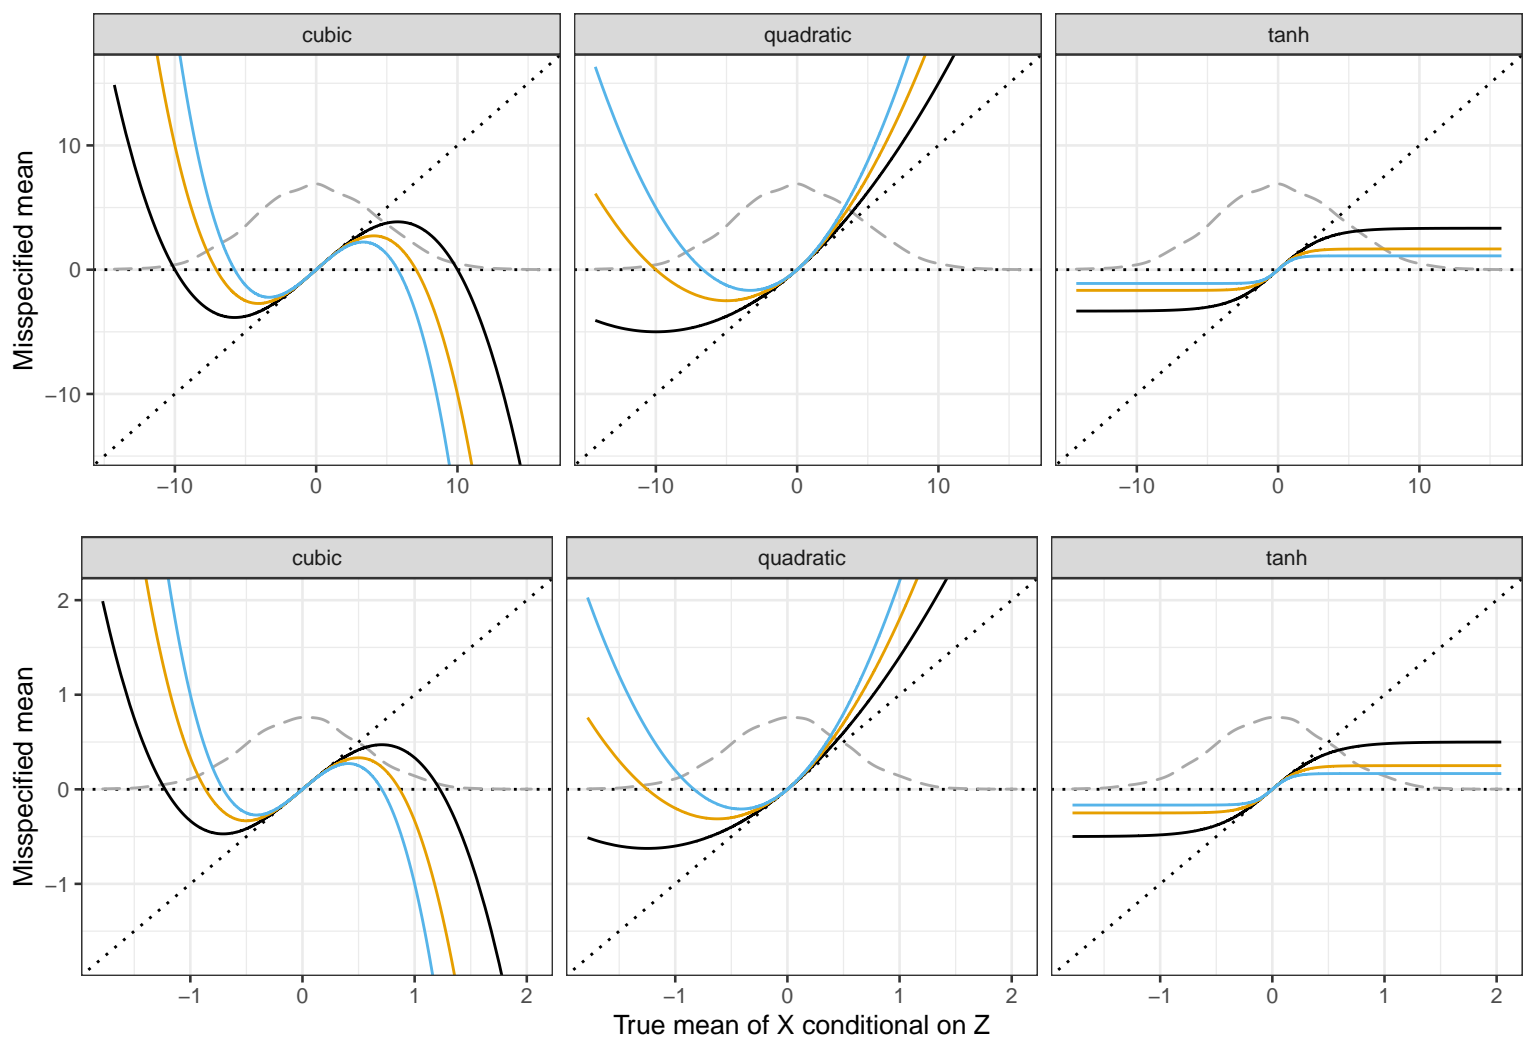 cubic quadratic tanh
Misspecified mean
10
0
−10
−10 0 10 −10 0 10 −10 0 10
cubic quadratic tanh
Misspecified mean
2
1
0
−1
−1 0 1 2 −1 0 1 2 −1 0 1 2
True mean of X conditional on Z